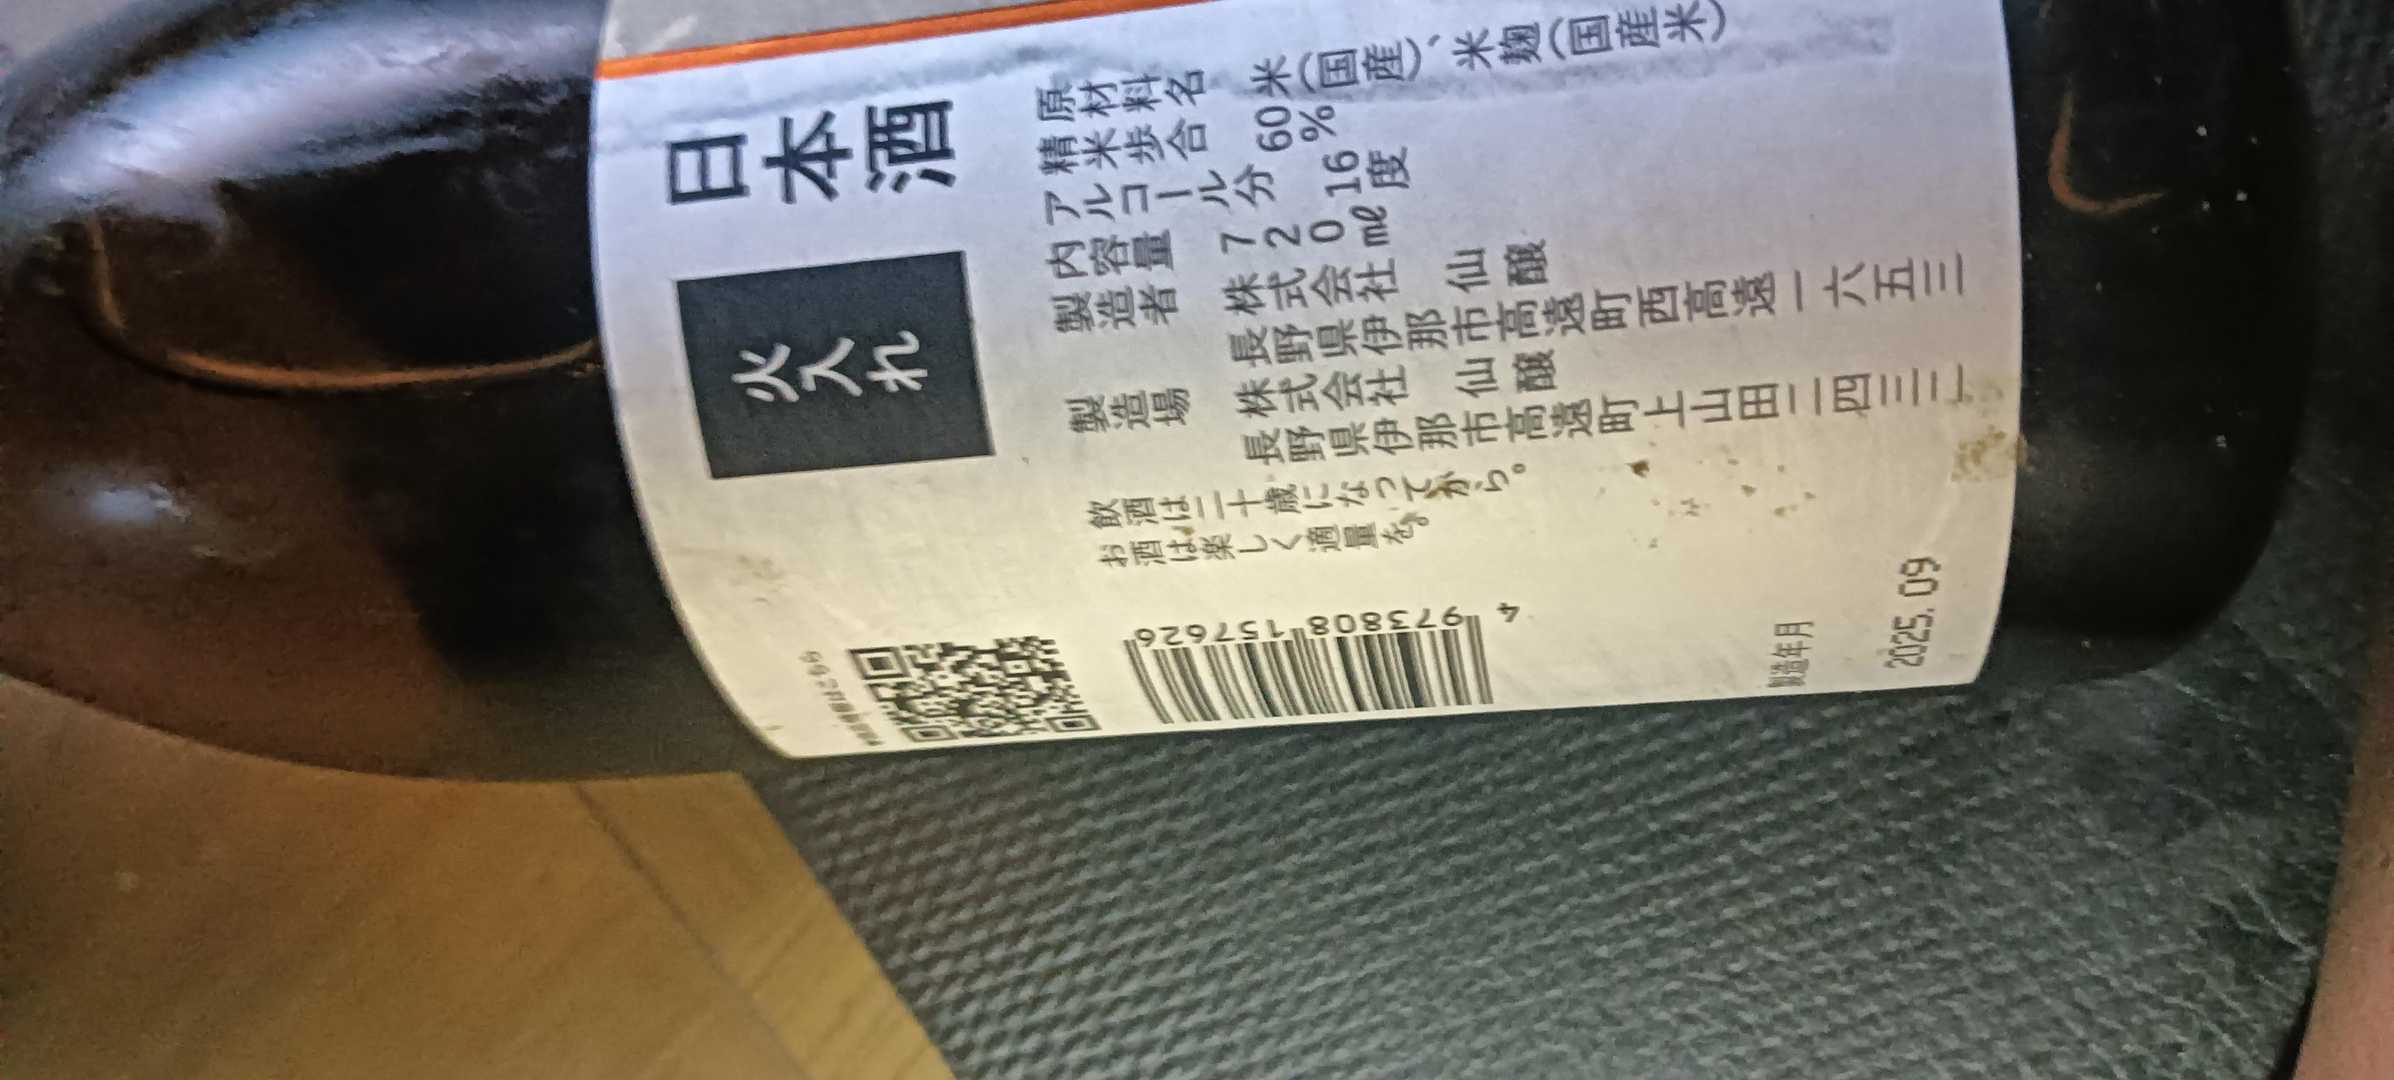 日本酒
火入れ
原材料名 米(国産)、米麹(国産米)
精米歩合 60%
アルコール分 16度
内容量 720ml
製造者 株式会社 仙醸
長野県伊那市高遠町西高遠一六五三
製造場 株式会社 仙醸
長野県伊那市高遠町上山田二四三二
飲酒は二十歳になってから。
お酒は楽しく適量を。
4 973808 157626
製造年月
2025.09